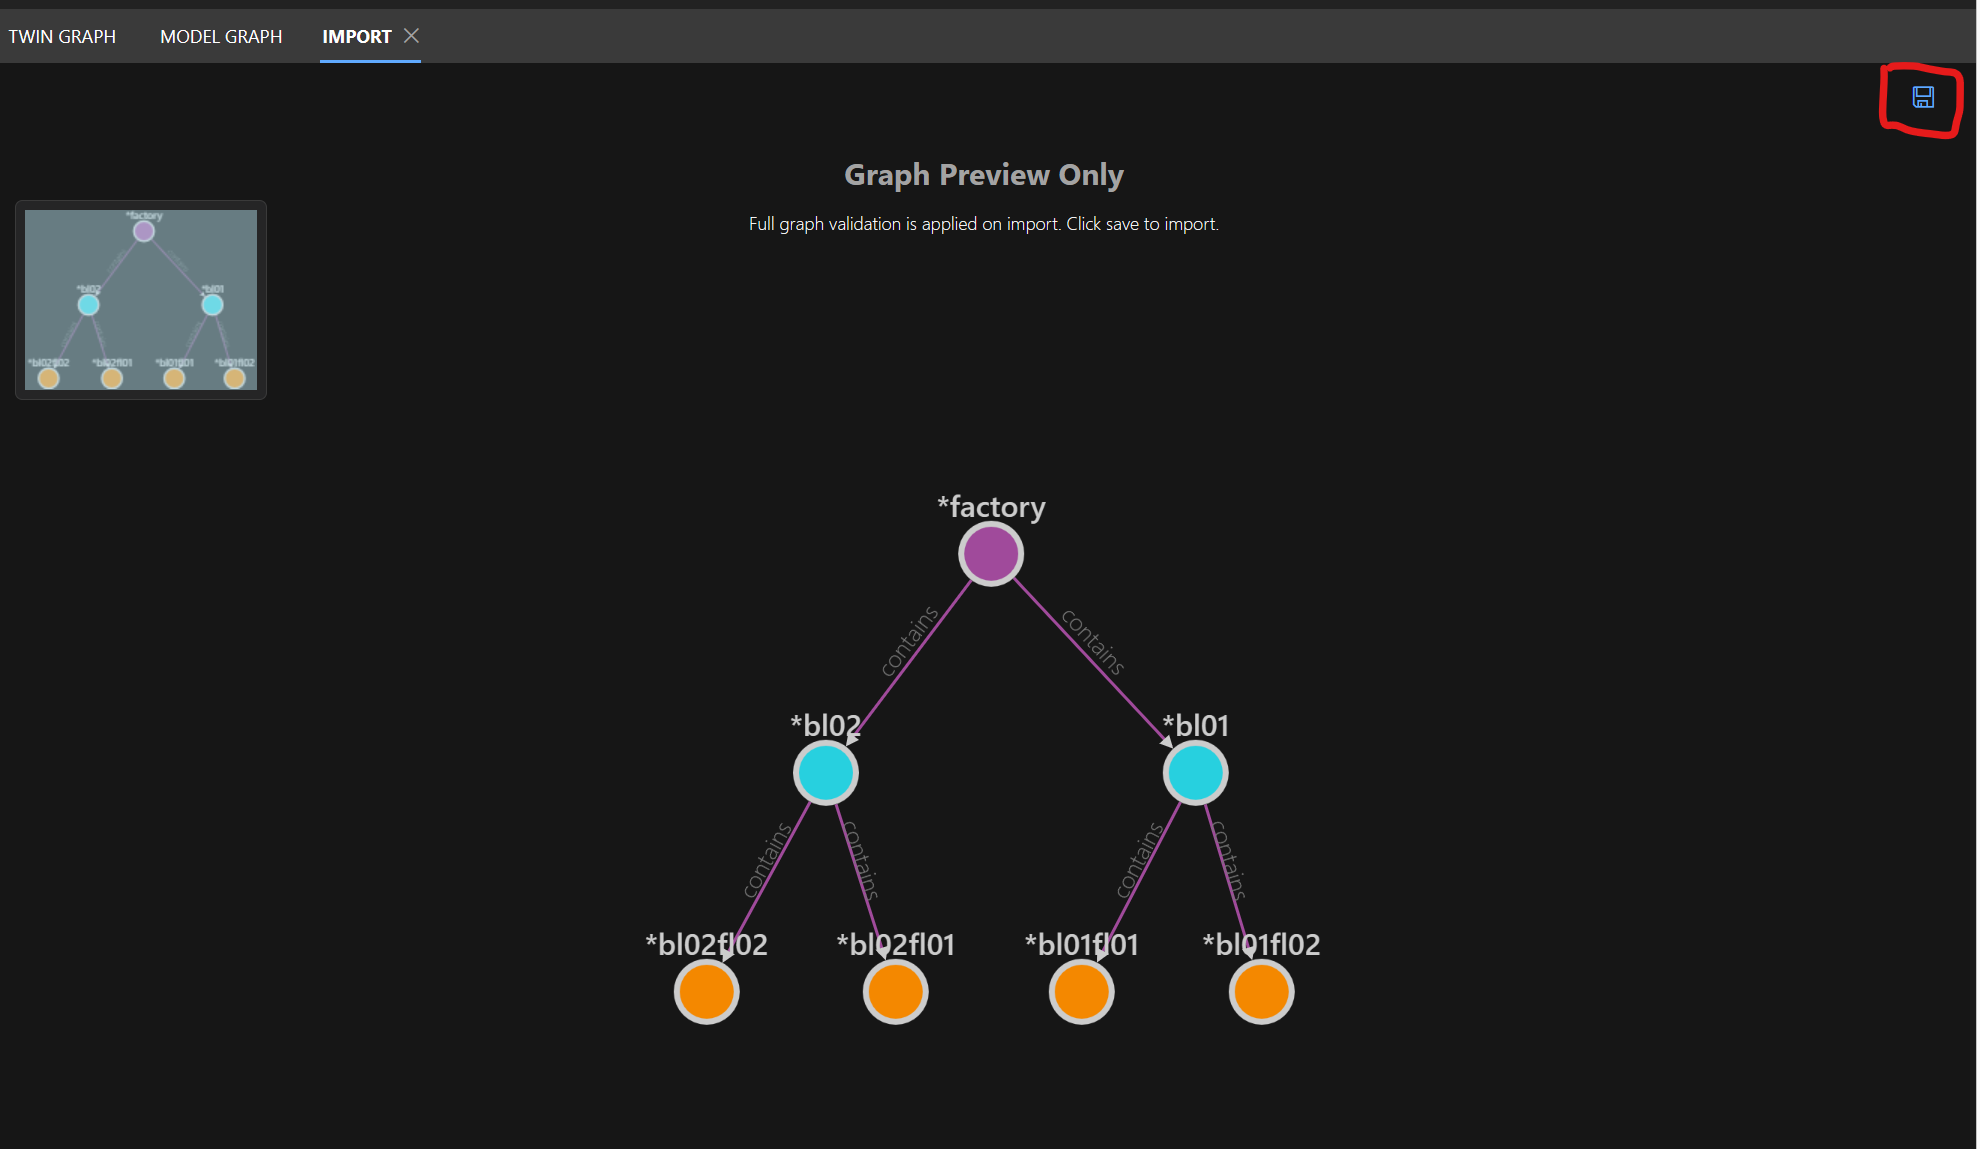 TWIN GRAPH MODEL GRAPH IMPORT
Graph Preview Only
Full graph validation is applied on import. Click save to import.
*factory
*bl02 *bl01
*bl02fl02 *bl02fl01 *bl01fl01 *bl01fl02
*factory
contains contains
*bl02 *bl01
contains contains contains contains
*bl02fl02 *bl02fl01 *bl01fl01 *bl01fl02